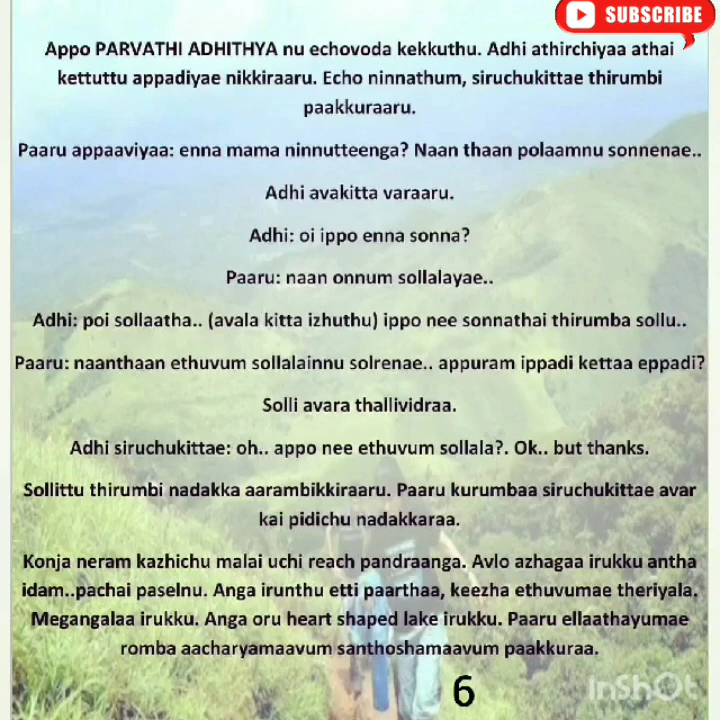 SUBSCRIBE
Appo PARVATHI ADHITHYA nu echovoda kekkuthu. Adhi athirchiyaa athai
kettuttu appadiyae nikkiraaru. Echo ninnathum, siruchukittae thirumbi
paakkuraaru.
Paaru appaaviyaa: enna mama ninnutteenga? Naan thaan polaamnu sonnenae..
Adhi avakitta varaaru.
Adhi: oi ippo enna sonna?
Paaru: naan onnum sollalayae..
Adhi: poi sollaatha.. (avala kitta izhuthu) ippo nee sonnathai thirumba sollu..
Paaru: naanthaan ethuvum sollalainnu solrenae.. appuram ippadi kettaa eppadi?
Solli avara thallividraa.
Adhi siruchukittae: oh.. appo nee ethuvum sollala?. Ok.. but thanks.
Sollittu thirumbi nadakka aarambikkiraaru. Paaru kurumbaa siruchukittae avar
kai pidichu nadakkaraa.
Konja neram kazhichu malai uchi reach pandraanga. Avlo azhagaa irukku antha
idam..pachai paselnu. Anga irunthu etti paarthaa, keezha ethuvumae theriyala.
Megangalaa irukku. Anga oru heart shaped lake irukku. Paaru ellaathayumae
romba aacharyamaavum santhoshamaavum paakkuraa.
6
InShOt